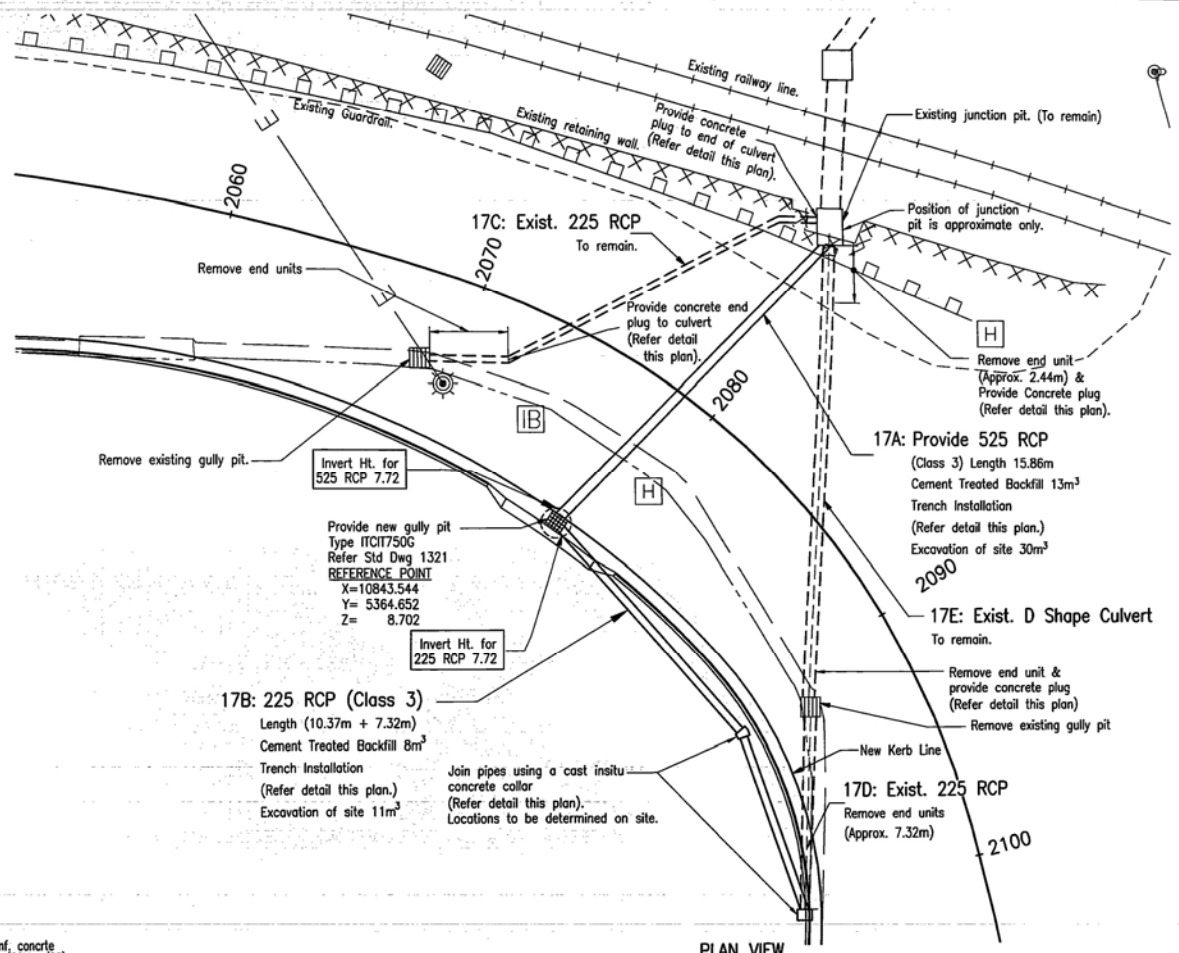 Existing railway line.
Existing Guardrail.
Existing retaining wall.
Provide concrete
plug to end of culvert
(Refer detail this plan).
Existing junction pit. (To remain)
Position of junction
pit is approximate only.
2060
2070
2080
2090
2100
17C: Exist. 225 RCP
To remain.
Remove end units
Provide concrete end
plug to culvert
(Refer detail
this plan).
E
E
H
Remove end unit
(Approx. 2.44m) &
Provide Concrete plug
(Refer detail this plan).
IB
H
Remove existing gully pit.
17A: Provide 525 RCP
(Class 3) Length 15.86m
Cement Treated Backfill 13m³
Trench Installation
(Refer detail this plan.)
Excavation of site 30m³
Invert Ht. for
525 RCP 7.72
Provide new gully pit
Type ITCIT750G
Refer Std Dwg 1321
REFERENCE POINT
X=10843.544
Y= 5364.652
Z= 8.702
Invert Ht. for
225 RCP 7.72
17E: Exist. D Shape Culvert
To remain.
Remove end unit &
provide concrete plug
(Refer detail this plan)
Remove existing gully pit
17B: 225 RCP (Class 3)
Length (10.37m + 7.32m)
Cement Treated Backfill 8m³
Trench Installation
(Refer detail this plan.)
Excavation of site 11m³
New Kerb Line
Join pipes using a cast insitu
concrete collar
(Refer detail this plan).
Locations to be determined on site.
17D: Exist. 225 RCP
Remove end units
(Approx. 7.32m)
nf. concrte
PLAN VIEW